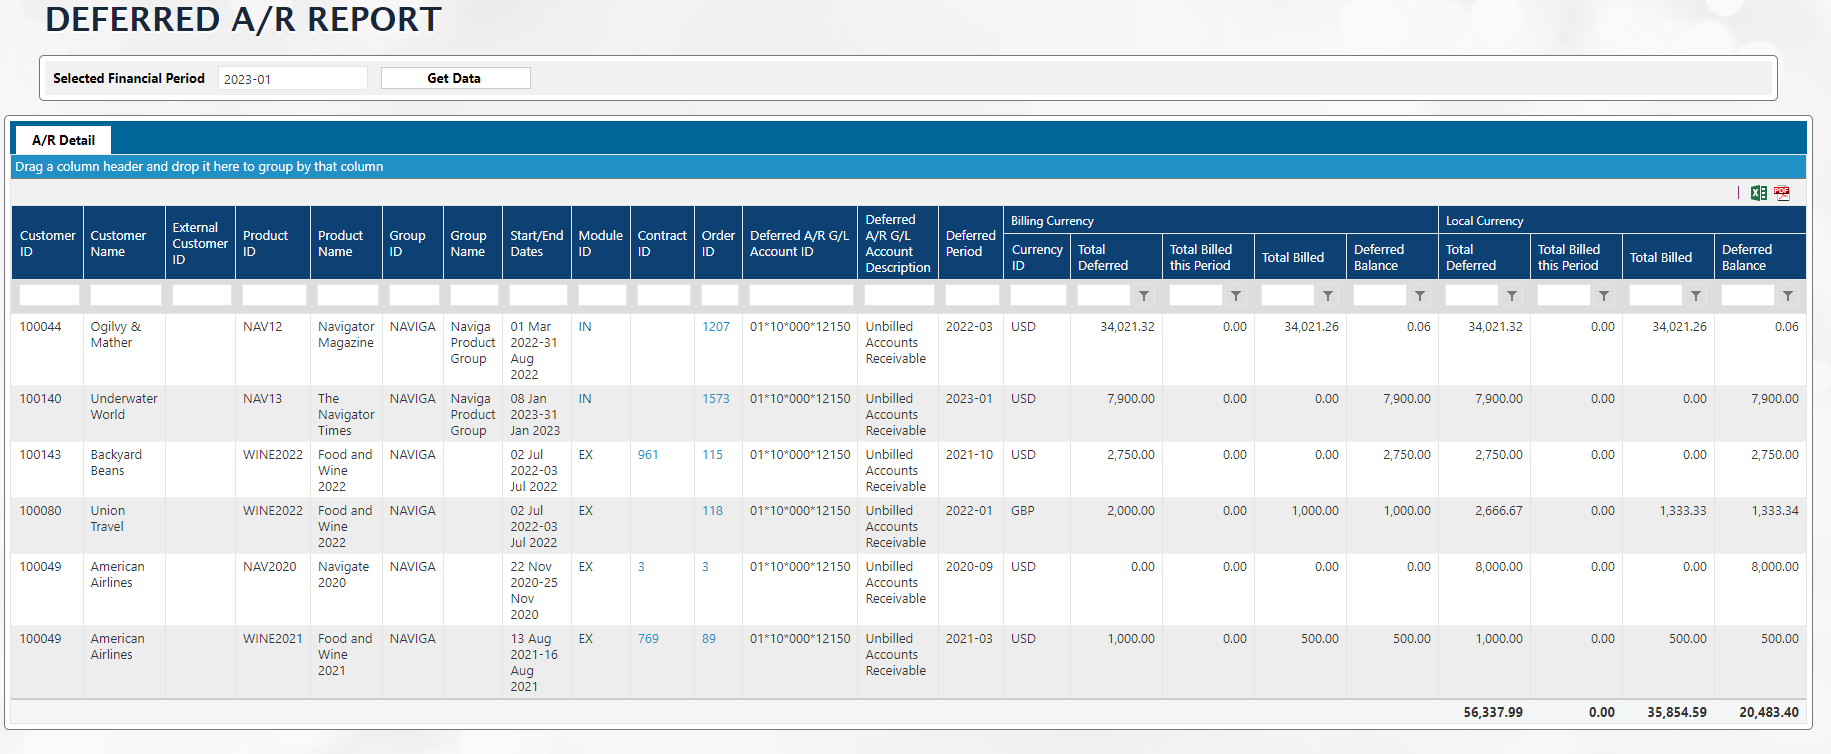 DEFERRED A/R REPORT
Selected Financial Period 2023-01 Get Data
A/R Detail
Drag a column header and drop it here to group by that column
Billing Currency Local Currency
Customer ID Customer Name External Customer ID Product ID Product Name Group ID Group Name Start/End Dates Module ID Contract ID Order ID Deferred A/R G/L Account ID Deferred A/R G/L Account Description Deferred Period Currency ID Total Deferred Total Billed this Period Total Billed Deferred Balance Total Deferred Total Billed this Period Total Billed Deferred Balance
100044 Ogilvy & Mather NAV12 Navigator Magazine NAVIGA Naviga Product Group 01 Mar 2022-31 Aug 2022 IN 1207 01*10*000*12150 Unbilled Accounts Receivable 2022-03 USD 34,021.32 0.00 34,021.26 0.06 34,021.32 0.00 34,021.26 0.06
100140 Underwater World NAV13 The Navigator Times NAVIGA Naviga Product Group 08 Jan 2023-31 Jan 2023 IN 1573 01*10*000*12150 Unbilled Accounts Receivable 2023-01 USD 7,900.00 0.00 0.00 7,900.00 7,900.00 0.00 0.00 7,900.00
100143 Backyard Beans WINE2022 Food and Wine 2022 NAVIGA 02 Jul 2022-03 Jul 2022 EX 961 115 01*10*000*12150 Unbilled Accounts Receivable 2021-10 USD 2,750.00 0.00 0.00 2,750.00 2,750.00 0.00 0.00 2,750.00
100080 Union Travel WINE2022 Food and Wine 2022 NAVIGA 02 Jul 2022-03 Jul 2022 EX 118 01*10*000*12150 Unbilled Accounts Receivable 2022-01 GBP 2,000.00 0.00 1,000.00 1,000.00 2,666.67 0.00 1,333.33 1,333.34
100049 American Airlines NAV2020 Navigate 2020 NAVIGA 22 Nov 2020-25 Nov 2020 EX 3 3 01*10*000*12150 Unbilled Accounts Receivable 2020-09 USD 0.00 0.00 0.00 0.00 8,000.00 0.00 0.00 8,000.00
100049 American Airlines WINE2021 Food and Wine 2021 NAVIGA 13 Aug 2021-16 Aug 2021 EX 769 89 01*10*000*12150 Unbilled Accounts Receivable 2021-03 USD 1,000.00 0.00 500.00 500.00 1,000.00 0.00 500.00 500.00
56,337.99 0.00 35,854.59 20,483.40